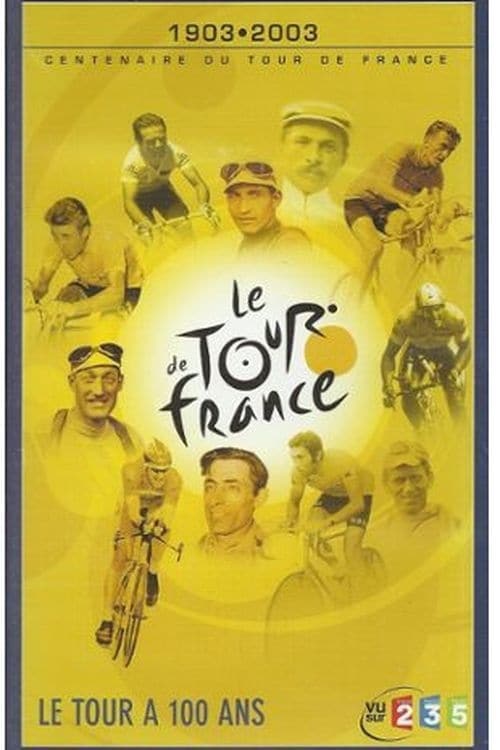 1903•2003
CENTENAIRE DU TOUR DE FRANCE
Le
de TOUR
france
LE TOUR A 100 ANS
vu
sur 2 3 5